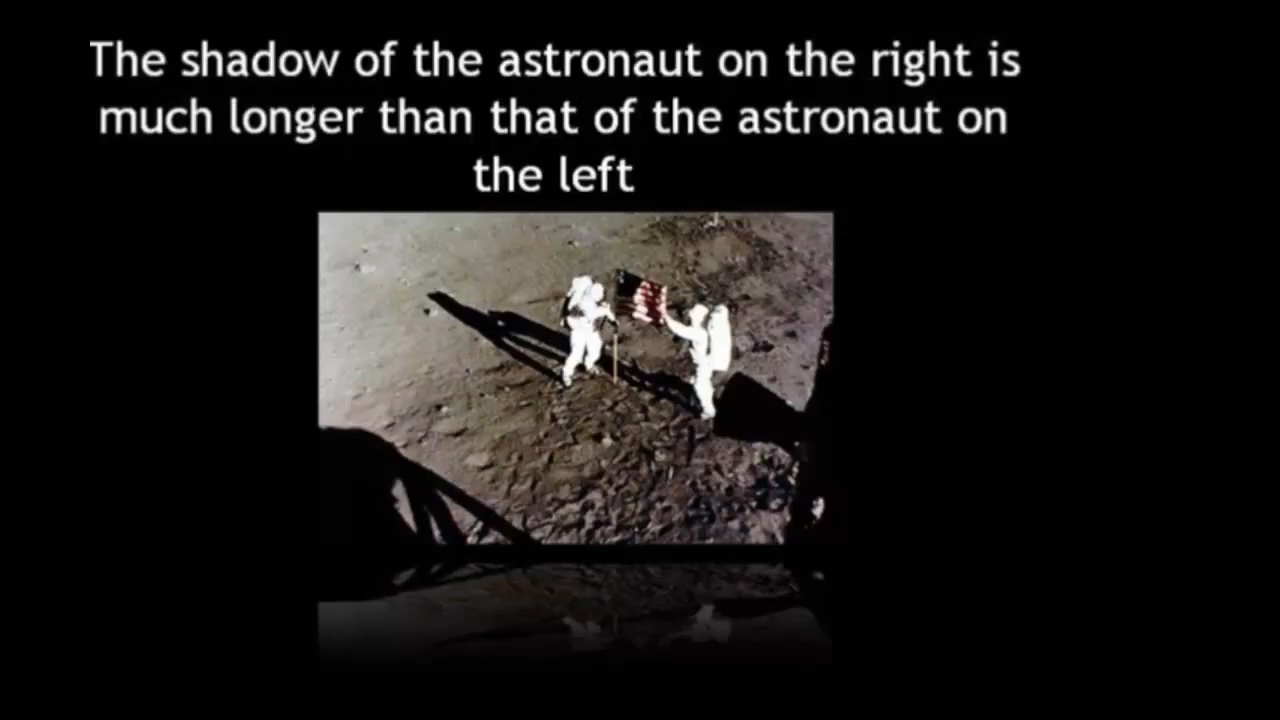 The shadow of the astronaut on the right is
much longer than that of the astronaut on
the left